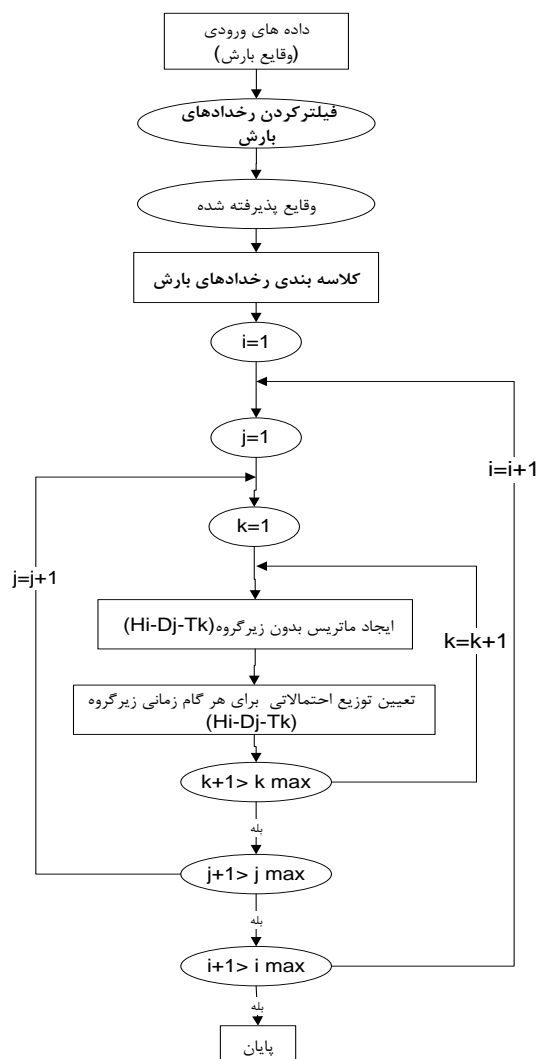 داده های ورودی
(وقایع بارش)
فیلترکردن رخدادهای
بارش
وقایع پذیرفته شده
کلاسه بندی رخدادهای بارش
i=1
j=1
i=i+1
k=1
j=j+1
ایجاد ماتریس بدون زیرگروه(Hi-Dj-Tk)
k=k+1
تعیین توزیع احتمالاتی برای هر گام زمانی زیرگروه
(Hi-Dj-Tk)
k+1> k max
بله
j+1> j max
بله
i+1> i max
بله
پایان